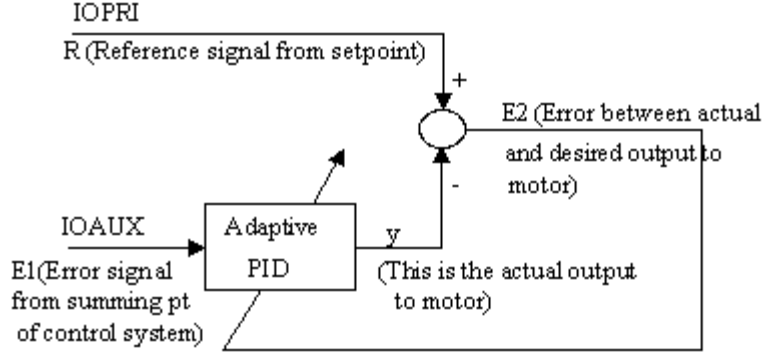 IOPRI
R (Reference signal from setpoint)
+
E2 (Error between actual
and desired output to
motor)
-
IOAUX
Adaptive
PID
y
E1(Error signal
from summing pt
of control system)
(This is the actual output
to motor)